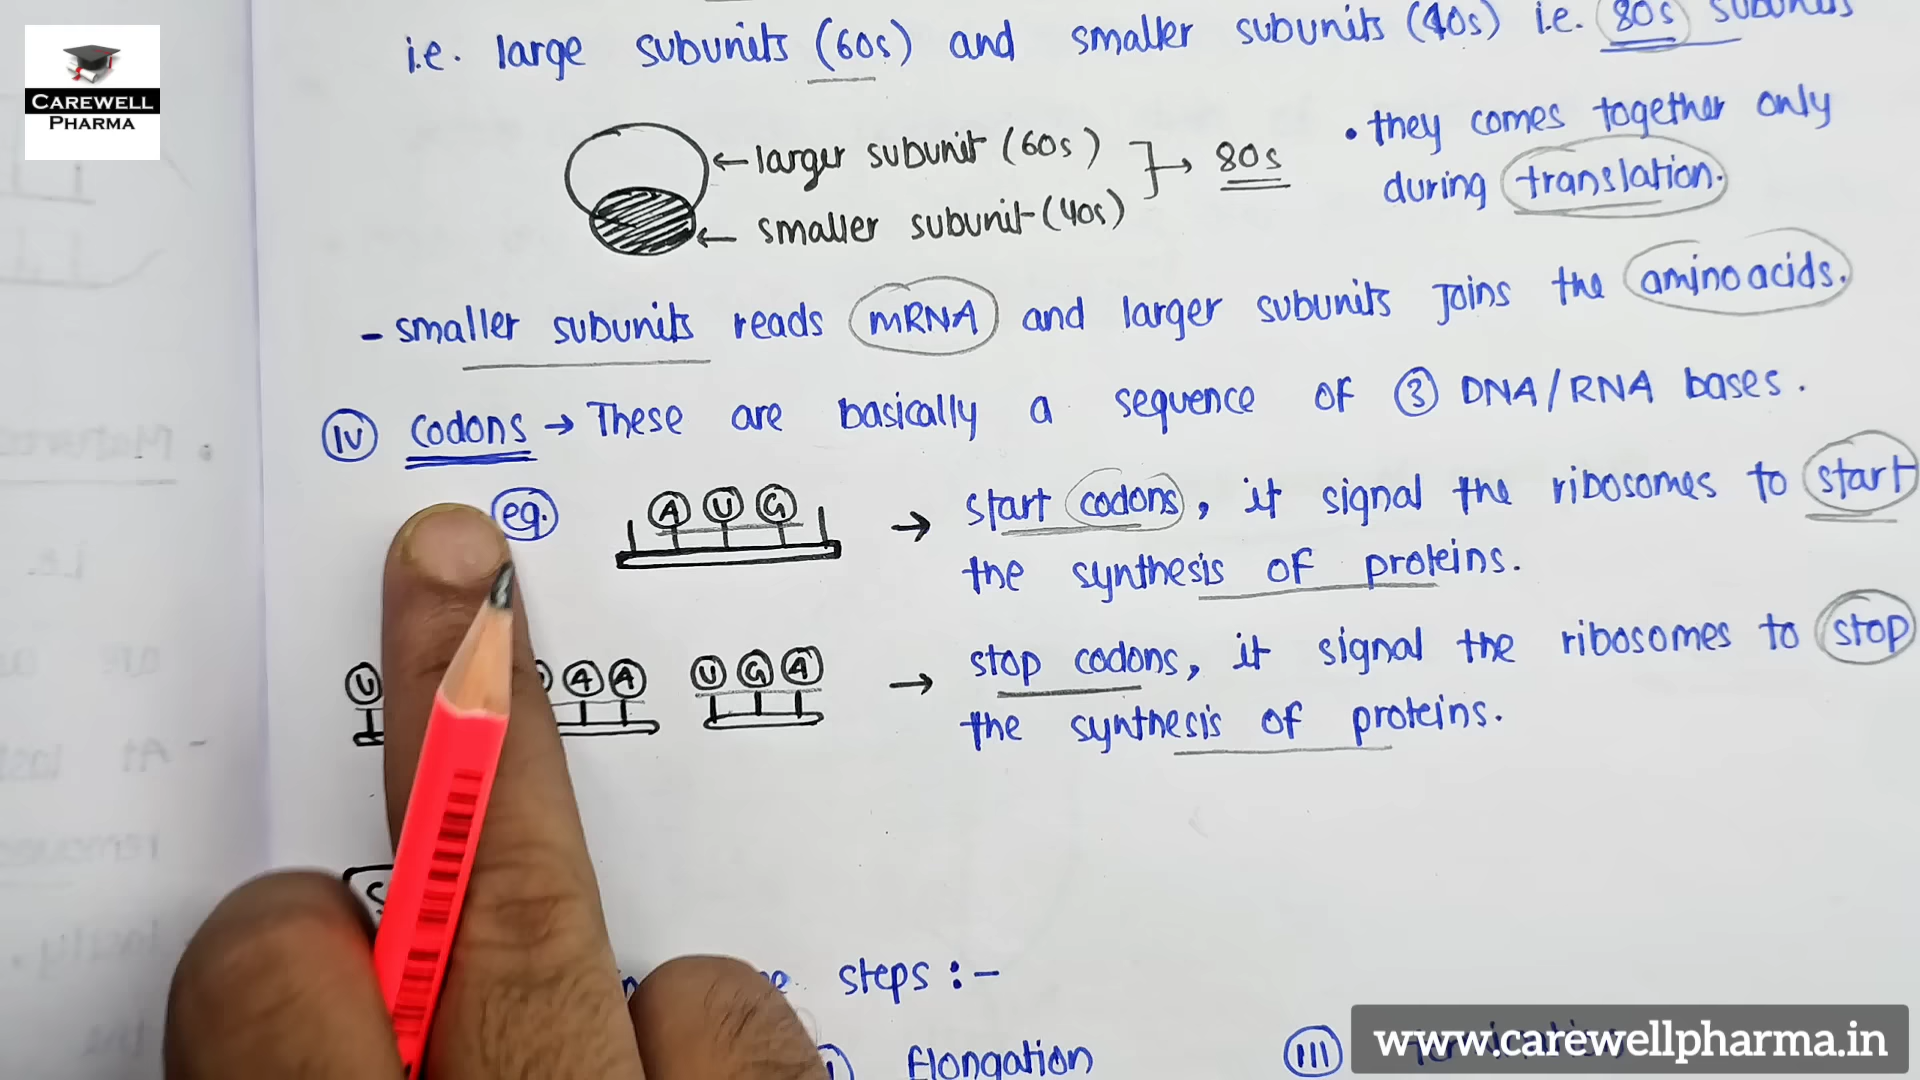 CAREWELL
PHARMA
i.e. large subunits (60s) and smaller subunits (40s) i.e. 80s subunits
←larger subunit (60s) → 80s
← smaller subunit (40s)
• they comes together only
during translation.
- smaller subunits reads mRNA and larger subunits joins the amino acids.
IV codons → These are basically a sequence of 3 DNA/RNA bases.
eg. A U G → start codons, it signal the ribosomes to start
the synthesis of proteins.
U A A U G A → stop codons, it signal the ribosomes to stop
the synthesis of proteins.
steps :-
Elongation III
www.carewellpharma.in